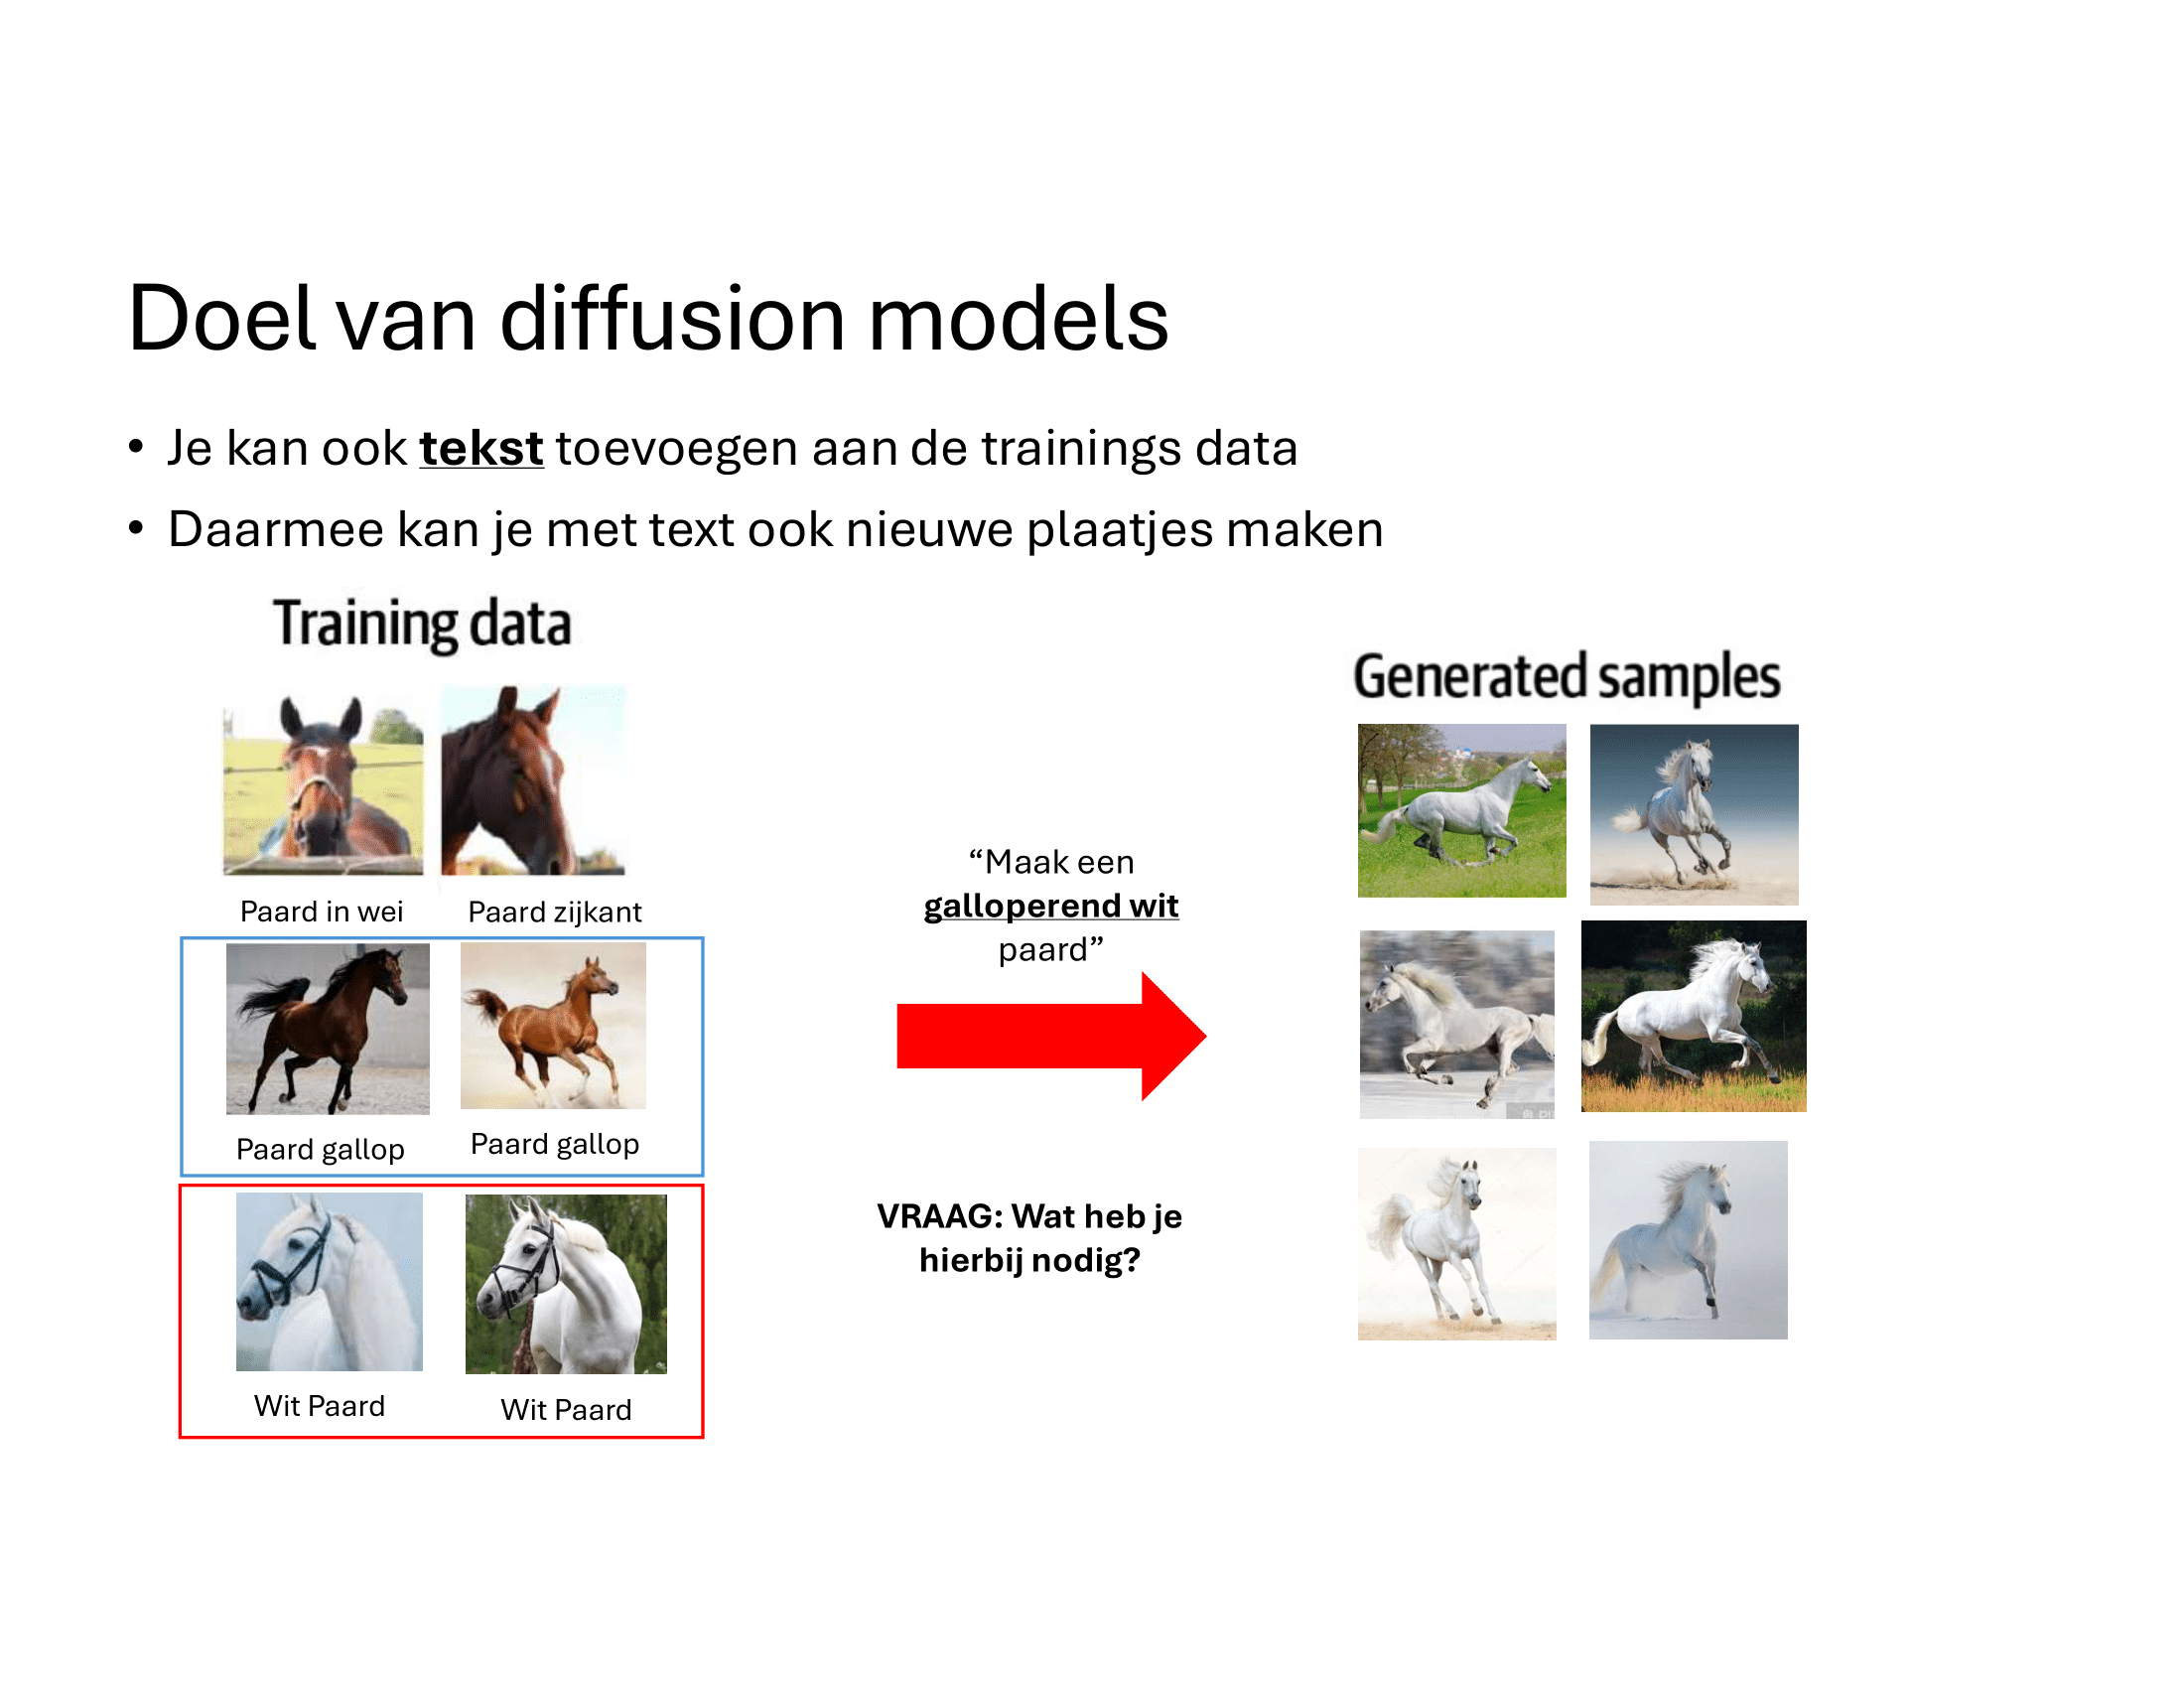 Doel van diffusion models
• Je kan ook tekst toevoegen aan de trainings data
• Daarmee kan je met text ook nieuwe plaatjes maken
Training data
Paard in wei
Paard zijkant
Paard gallop
Paard gallop
Wit Paard
Wit Paard
“Maak een
galloperend wit
paard”
VRAAG: Wat heb je
hierbij nodig?
Generated samples